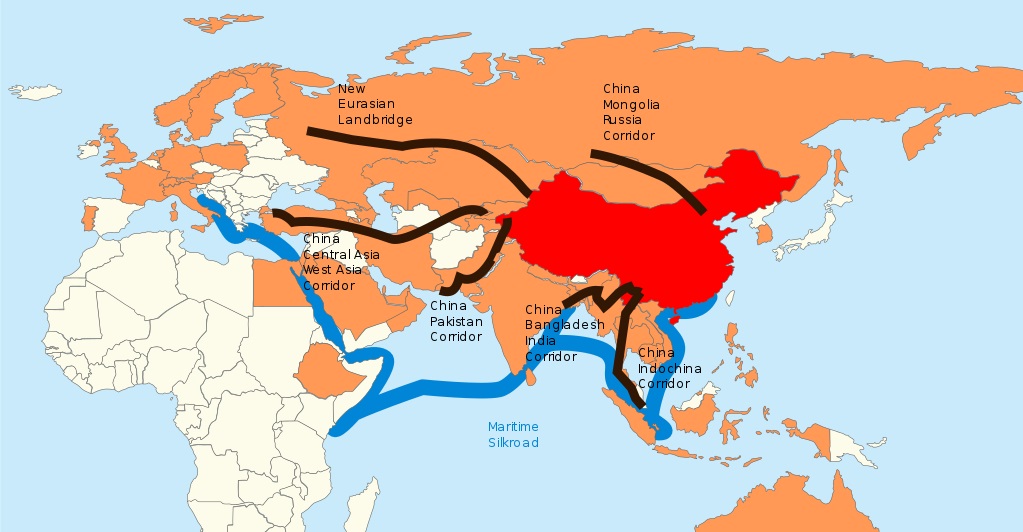 New
Eurasian
Landbridge
China
Mongolia
Russia
Corridor
China
Central Asia
West Asia
Corridor
China
Pakistan
Corridor
China
Bangladesh
India
Corridor
China
Indochina
Corridor
Maritime
Silkroad